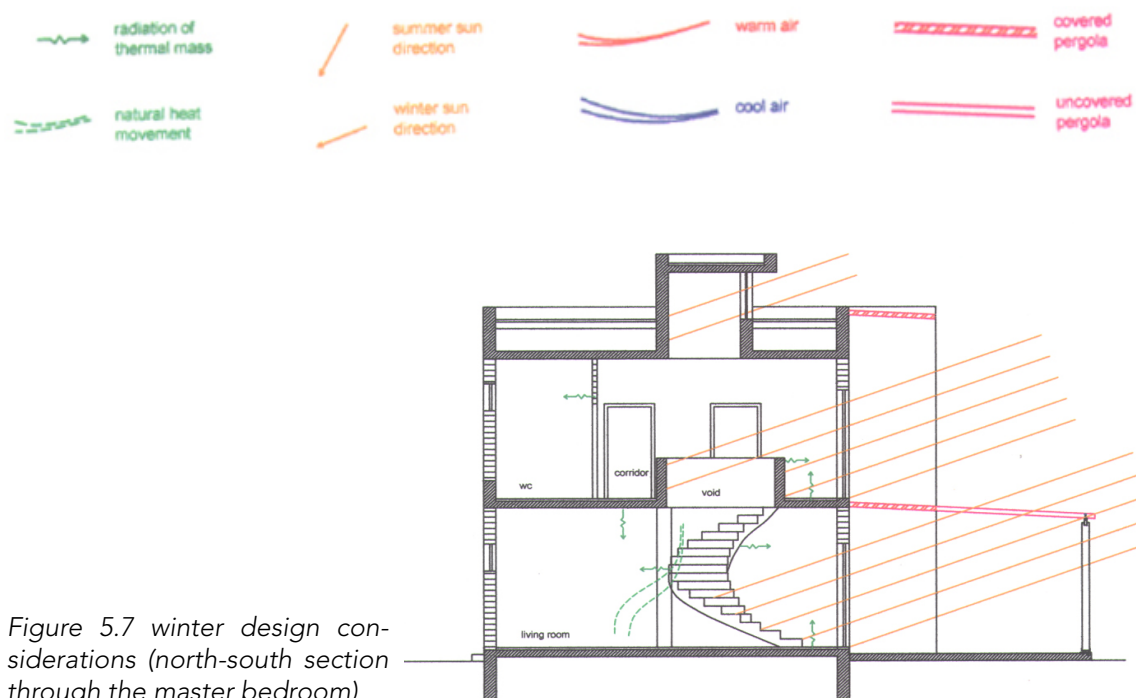 radiation of
thermal mass
summer sun
direction
warm air
covered
pergola
natural heat
movement
winter sun
direction
cool air
uncovered
pergola
wc
corridor
void
living room
Figure 5.7 winter design con-
siderations (north-south section
through the master bedroom)